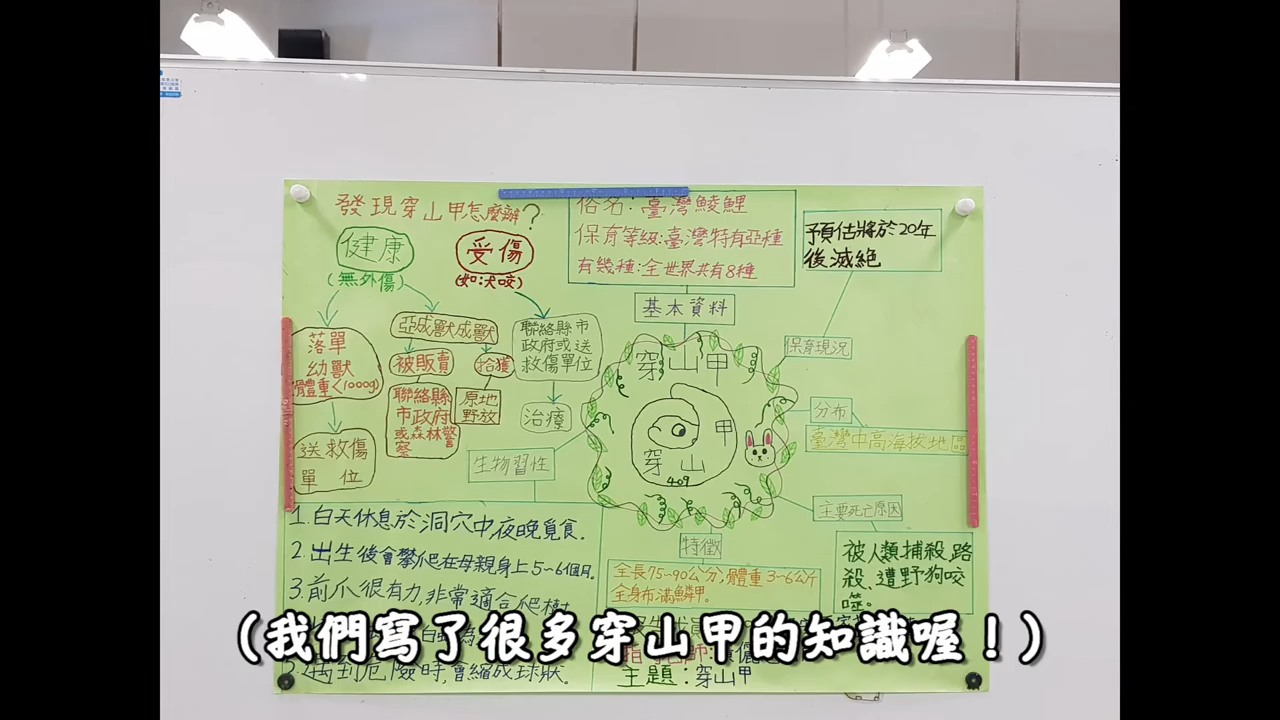 發現穿山甲怎麼辦?
健康
(無外傷)
受傷
(如:犬咬)
落單
幼獸
體重<1000g)
送救傷
單位
亞成獸成獸
被販賣
聯絡縣
市政府
或森林警
察
拾獲
原地
野放
聯絡縣市
政府或送
救傷單位
治療
俗名:臺灣鯪鯉
保育等級:臺灣特有亞種
有幾種:全世界共有8種
基本資料
預估將於20年
後滅絕
保育現況
分布
臺灣中高海拔地區
主要死亡原因
被人類捕殺、路
殺、遭野狗咬
噬。
穿山甲
甲
穿山
409
生物習性
1.白天休息於洞穴中,夜晚覓食.
2.出生後會攀爬在母親身上5~6個月.
3.前爪很有力,非常適合爬樹
遇到危險時,會縮成球狀.
特徵
全長75~90公分,體重3~6公斤
全身布滿鱗甲。
指導老師:
主題:穿山甲
(我們寫了很多穿山甲的知識喔!)